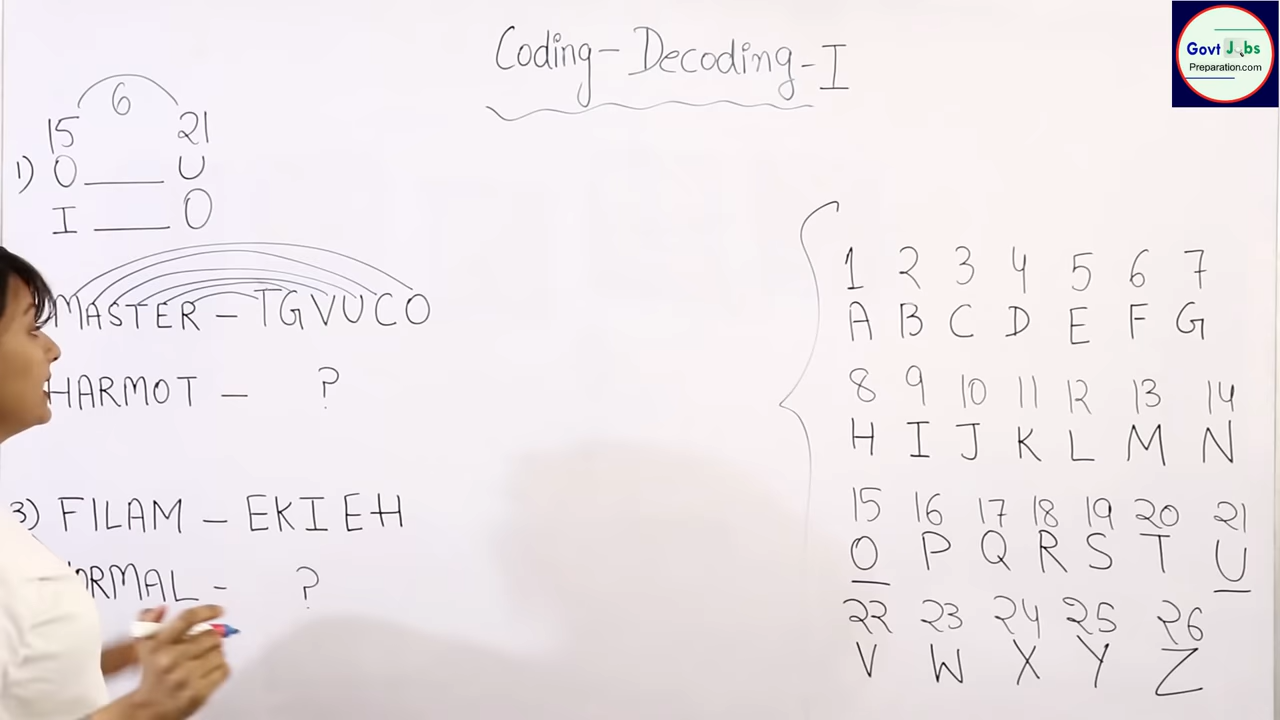 Coding-Decoding-I
Govt Jobs
Preparation.com
6
15 21
1) O ___ U
I ___ O
MASTER - TGVUCO
HARMOT - ?
3) FILAM - EKIEH
ORMAL - ?
1 2 3 4 5 6 7
A B C D E F G
8 9 10 11 12 13 14
H I J K L M N
15 16 17 18 19 20 21
O P Q R S T U
22 23 24 25 26
V W X Y Z